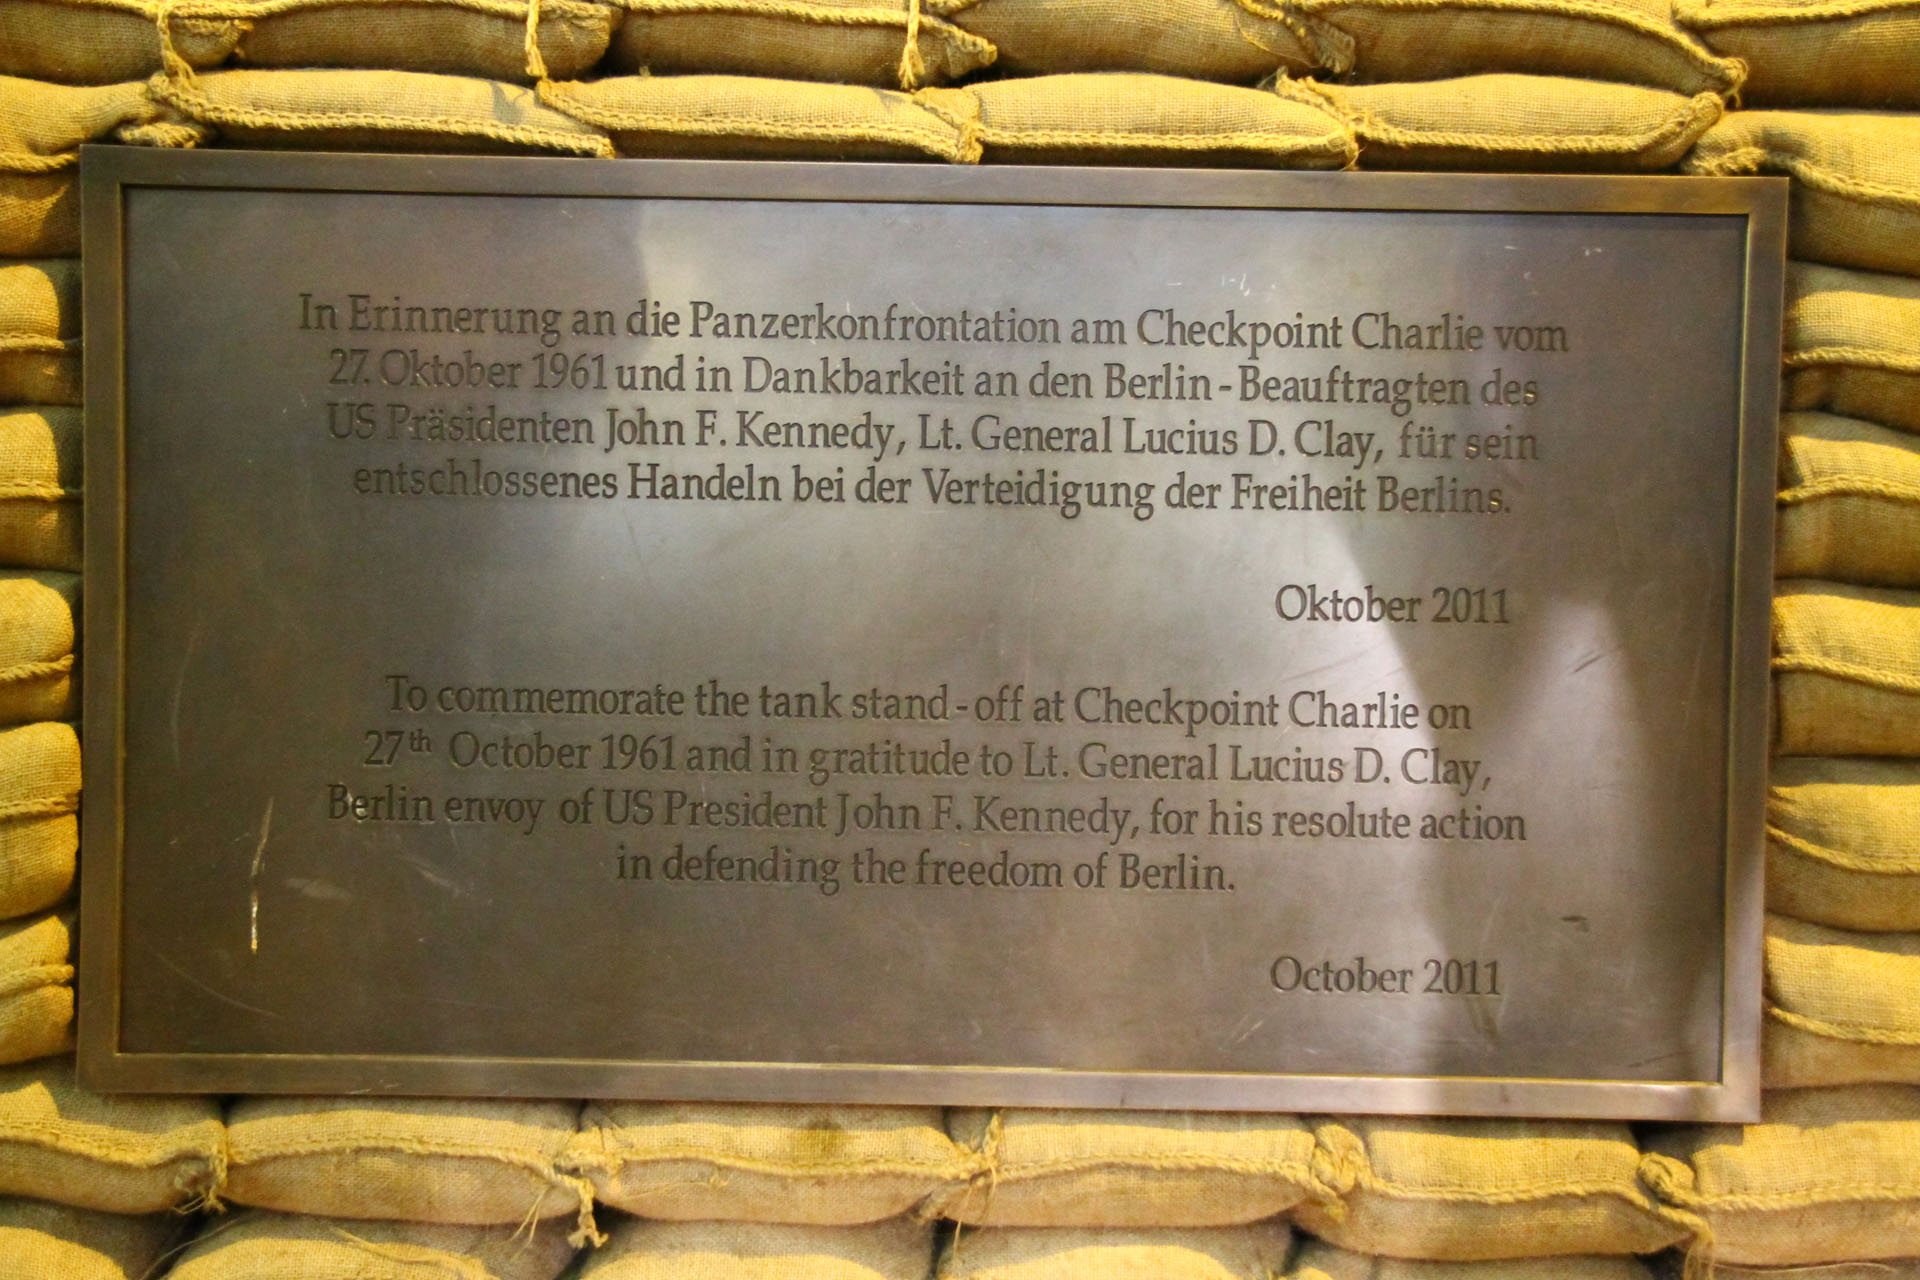 In Erinnerung an die Panzerkonfrontation am Checkpoint Charlie vom
27. Oktober 1961 und in Dankbarkeit an den Berlin-Beauftragten des
US Präsidenten John F. Kennedy, Lt. General Lucius D. Clay, für sein
entschlossenes Handeln bei der Verteidigung der Freiheit Berlins.
Oktober 2011
To commemorate the tank stand-off at Checkpoint Charlie on
27th October 1961 and in gratitude to Lt. General Lucius D. Clay,
Berlin envoy of US President John F. Kennedy, for his resolute action
in defending the freedom of Berlin.
October 2011